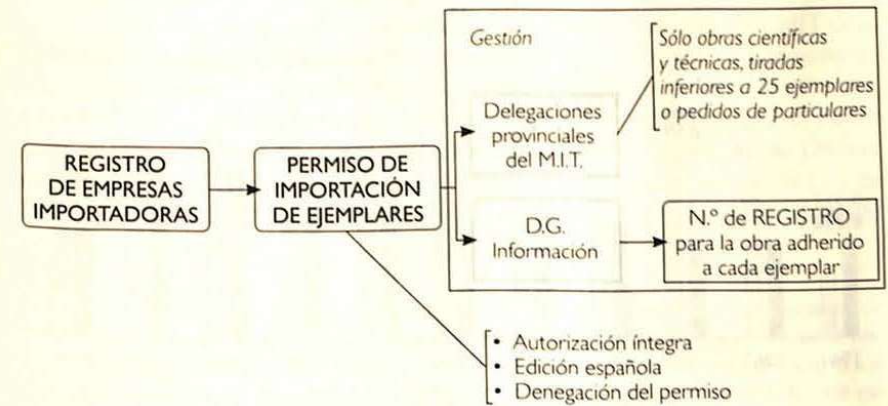 Gestión
Sólo obras científicas
y técnicas, tiradas
inferiores a 25 ejemplares
o pedidos de particulares
Delegaciones
provinciales
del M.I.T.
REGISTRO
DE EMPRESAS
IMPORTADORAS
PERMISO DE
IMPORTACIÓN
DE EJEMPLARES
D.G.
Información
N.º de REGISTRO
para la obra adherido
a cada ejemplar
• Autorización íntegra
• Edición española
• Denegación del permiso